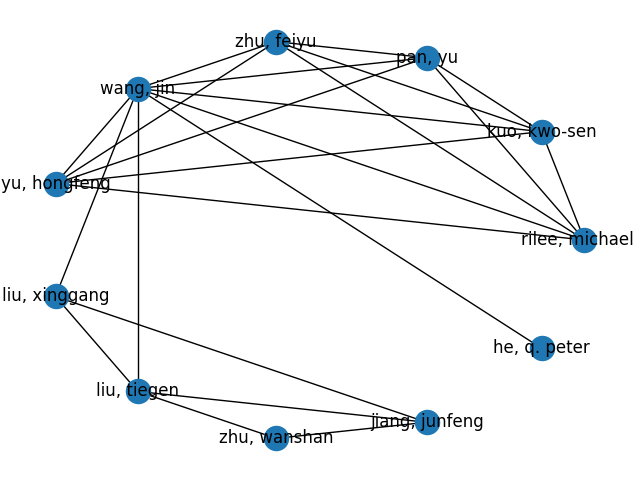 zhu, feiyu
pan, yu
wang, jin
kuo, kwo-sen
yu, hongfeng
rilee, michael
liu, xinggang
he, q. peter
liu, tiegen
jiang, junfeng
zhu, wanshan